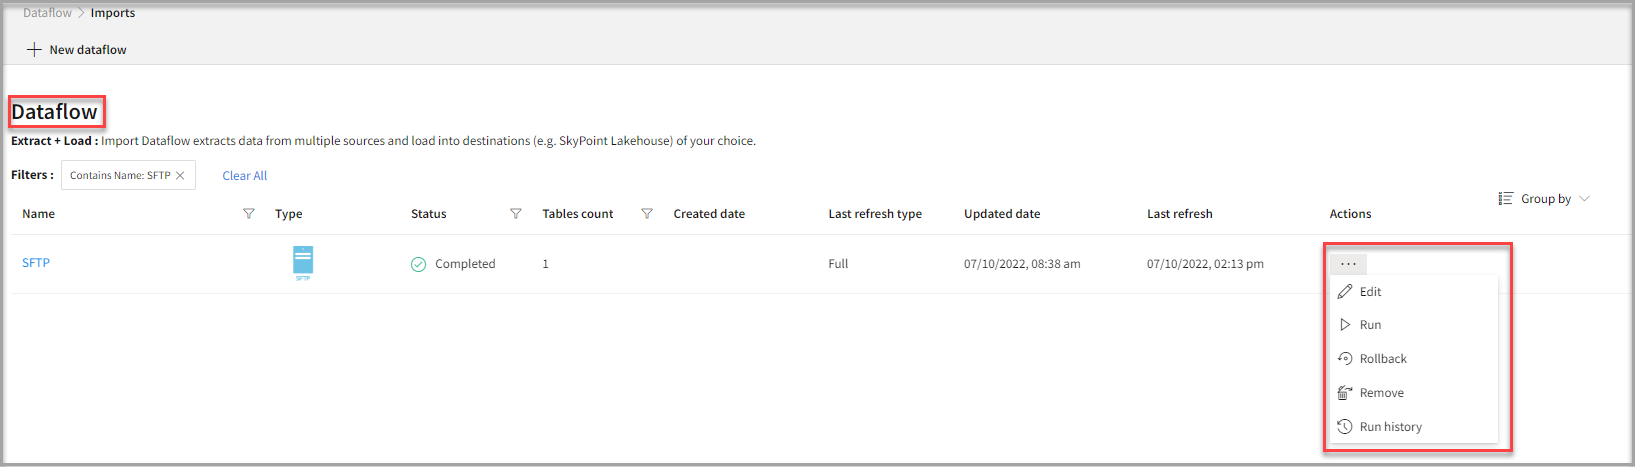 Dataflow > Imports
+ New dataflow
Dataflow
Extract + Load : Import Dataflow extracts data from multiple sources and load into destinations (e.g. SkyPoint Lakehouse) of your choice.
Filters : Contains Name: SFTP × Clear All
Group by
Name Type Status Tables count Created date Last refresh type Updated date Last refresh Actions
SFTP SFTP Completed 1 Full 07/10/2022, 08:38 am 07/10/2022, 02:13 pm ···
Edit
Run
Rollback
Remove
Run history